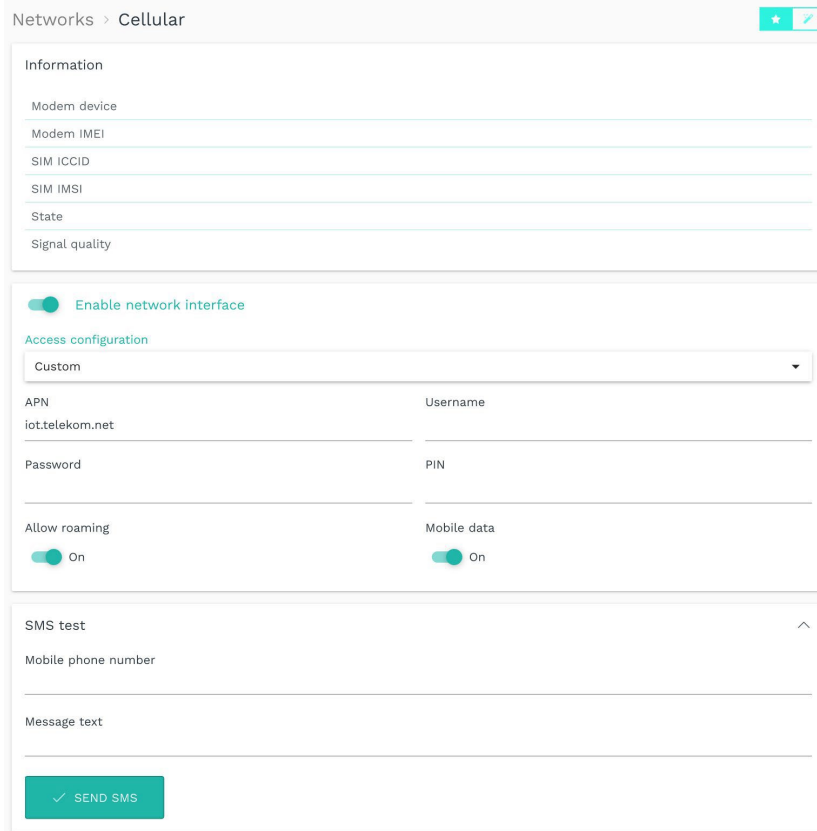 Networks > Cellular
Information
Modem device
Modem IMEI
SIM ICCID
SIM IMSI
State
Signal quality
Enable network interface
Access configuration
Custom
APN
Username
iot.telekom.net
Password
PIN
Allow roaming
Mobile data
On
On
SMS test
Mobile phone number
Message text
SEND SMS